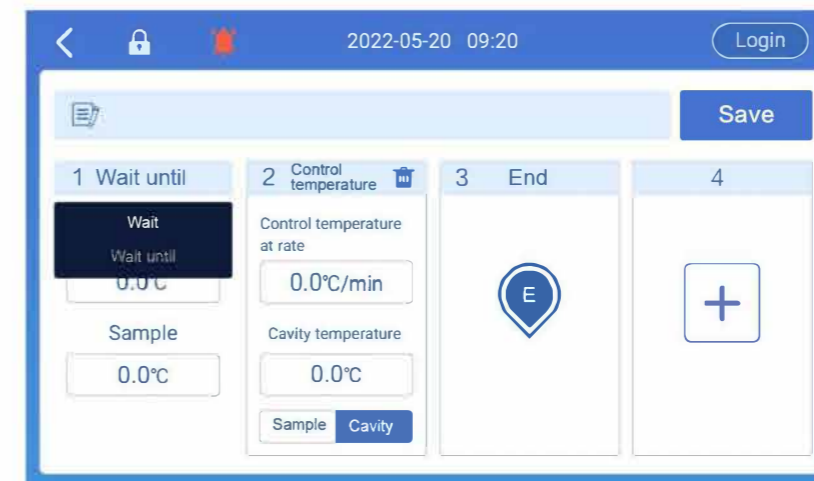 2022-05-20 09:20
Login
Save
1 Wait until
Wait
Wait until
0.0℃
Sample
0.0℃
2 Control
temperature
Control temperature
at rate
0.0℃/min
Cavity temperature
0.0℃
Sample Cavity
3 End
E
4